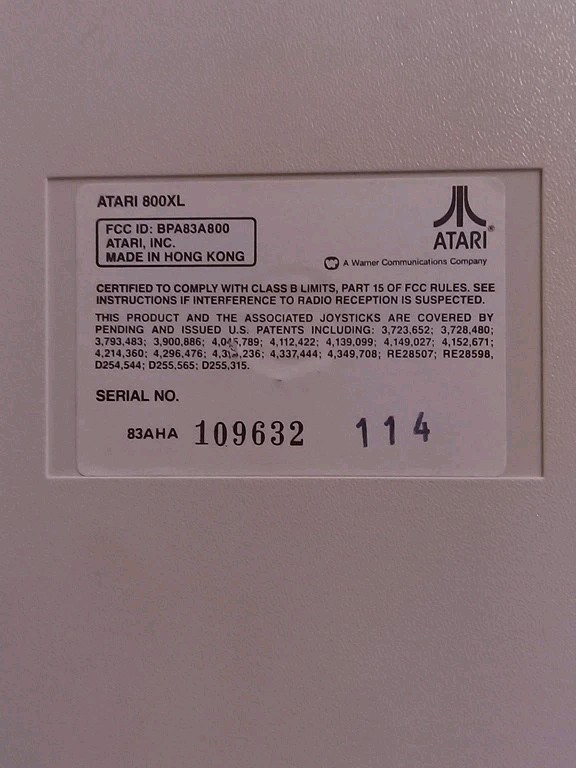 ATARI 800XL
FCC ID: BPA83A800
ATARI, INC.
MADE IN HONG KONG
ATARI®
A Warner Communications Company
CERTIFIED TO COMPLY WITH CLASS B LIMITS, PART 15 OF FCC RULES. SEE
INSTRUCTIONS IF INTERFERENCE TO RADIO RECEPTION IS SUSPECTED.
THIS PRODUCT AND THE ASSOCIATED JOYSTICKS ARE COVERED BY
PENDING AND ISSUED U.S. PATENTS INCLUDING: 3,723,652; 3,728,480;
3,793,483; 3,900,886; 4,045,789; 4,112,422; 4,139,099; 4,149,027; 4,152,671;
4,214,360; 4,296,476; 4,337,444; 4,349,708; RE28507; RE28598,
D254,544; D255,565; D255,315.
SERIAL NO.
83AHA 109632 114